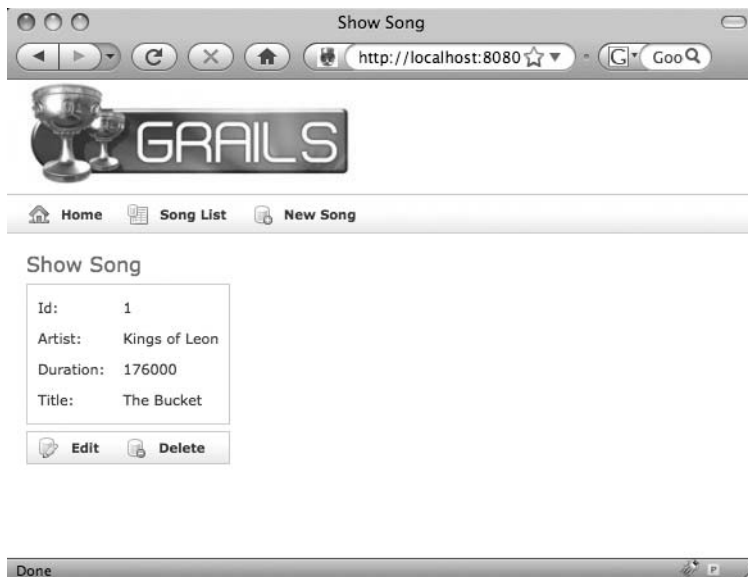 Show Song
http://localhost:8080
G
Goo
GRAILS
Home Song List New Song
Show Song
Id: 1
Artist: Kings of Leon
Duration: 176000
Title: The Bucket
Edit Delete
Done
P